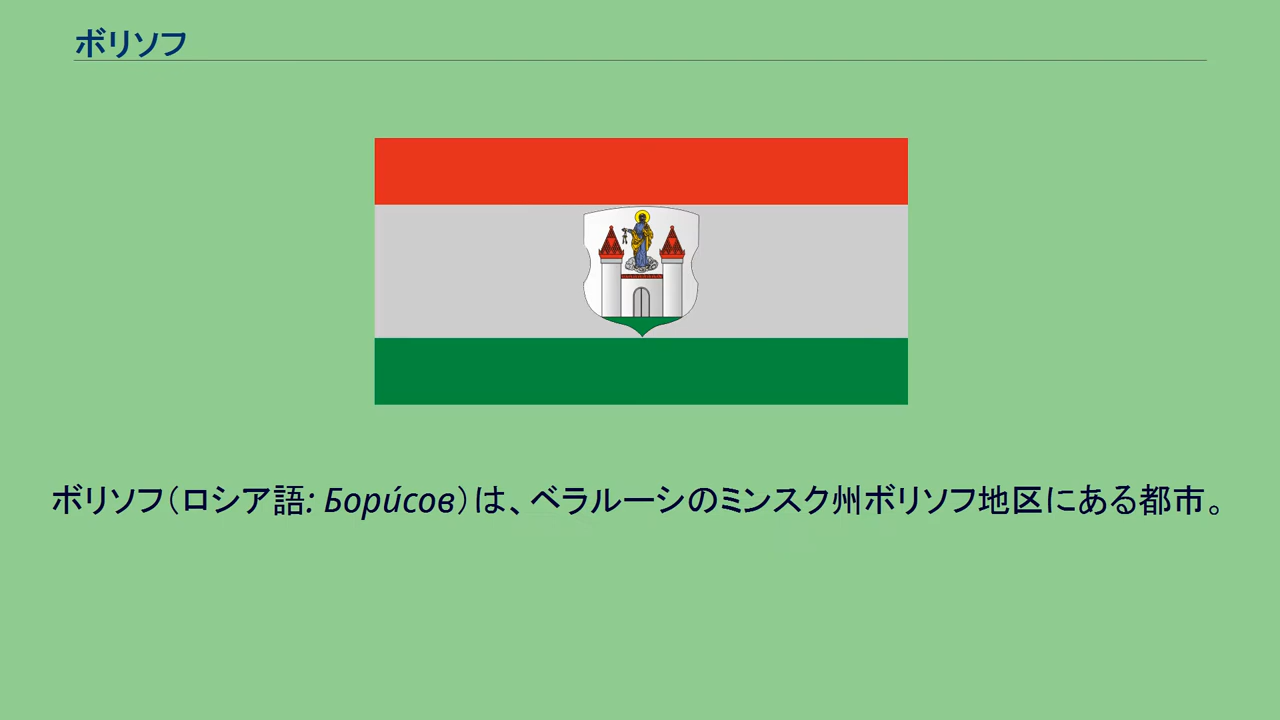 ボリソフ
ボリソフ（ロシア語: Бори́сов）は、ベラルーシのミンスク州ボリソフ地区にある都市。